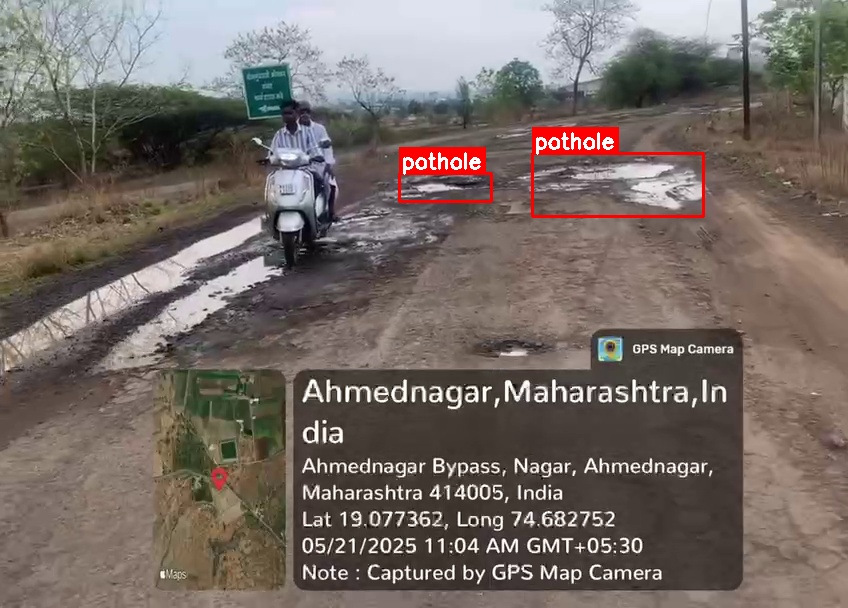 pothole
pothole
GPS Map Camera
Ahmednagar,Maharashtra,In
dia
Ahmednagar Bypass, Nagar, Ahmednagar,
Maharashtra 414005, India
Lat 19.077362, Long 74.682752
05/21/2025 11:04 AM GMT+05:30
Note : Captured by GPS Map Camera
Maps